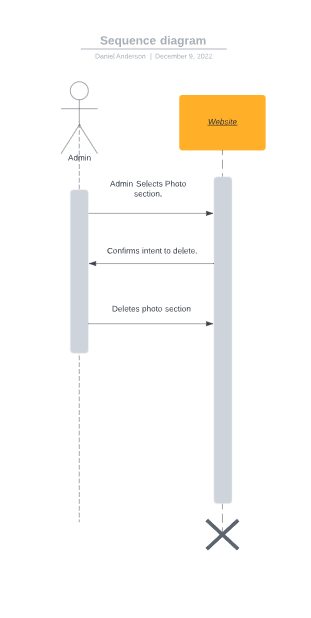 Sequence diagram
Daniel Anderson | December 9, 2022
Website
Admin
Admin Selects Photo
section.
Confirms intent to delete.
Deletes photo section